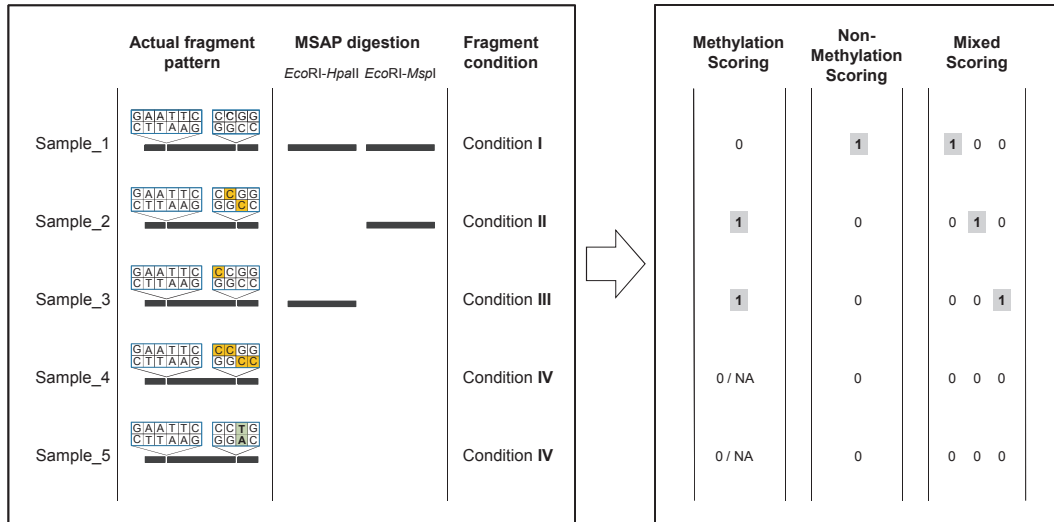 Actual fragment pattern
MSAP digestion
Fragment condition
EcoRI-HpaII EcoRI-MspI
Methylation Scoring
Non-Methylation Scoring
Mixed Scoring
GAATTC CCGG
CTTAAG GGCC
Sample_1 Condition I 0 1 1 0 0
GAATTC CCGG
CTTAAG GGCC
Sample_2 Condition II 1 0 0 1 0
GAATTC CCGG
CTTAAG GGCC
Sample_3 Condition III 1 0 0 0 1
GAATTC CCGG
CTTAAG GGCC
Sample_4 Condition IV 0 / NA 0 0 0 0
GAATTC CCTG
CTTAAG GGAC
Sample_5 Condition IV 0 / NA 0 0 0 0